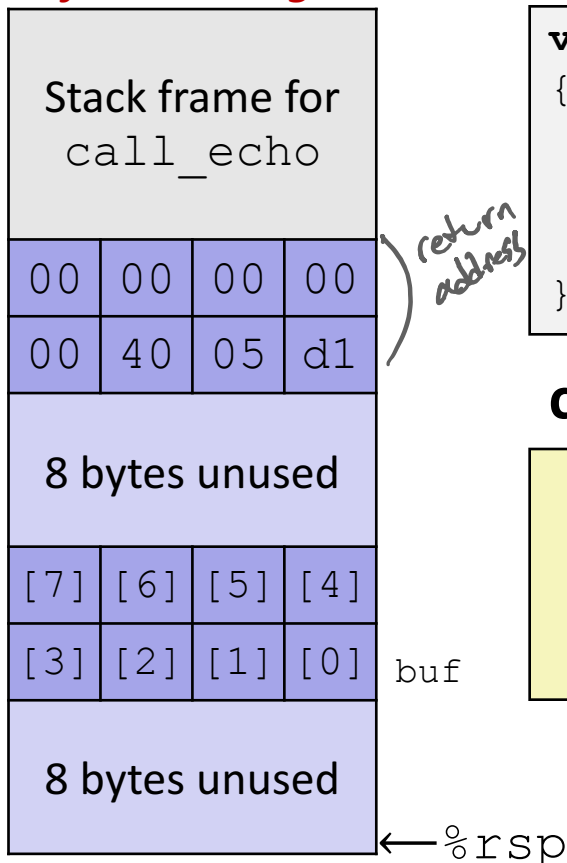 Stack frame for
call_echo
00 00 00 00
00 40 05 d1
return
address
8 bytes unused
[7] [6] [5] [4]
[3] [2] [1] [0] buf
8 bytes unused
←%rsp
v
{
}